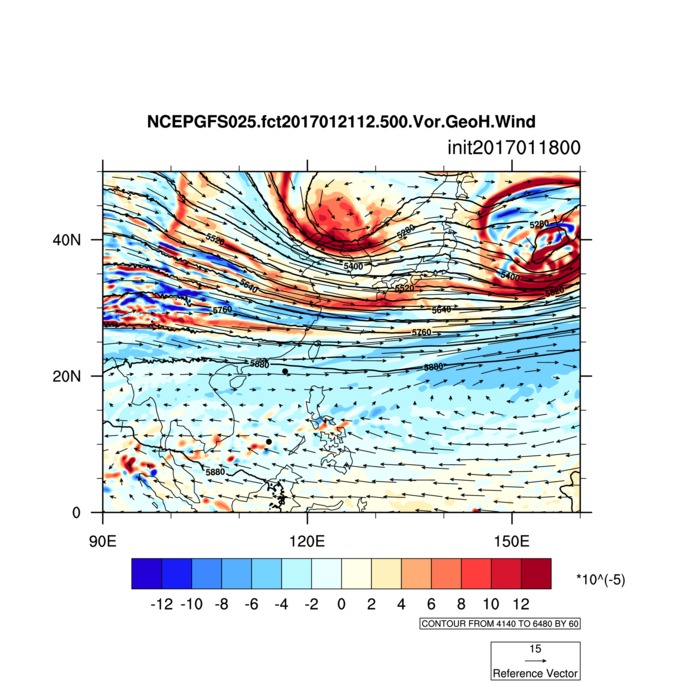 NCEPGFS025.fct2017012112.500.Vor.GeoH.Wind
init2017011800
5280
5280
5520
40N
5400
5400
5640
5520
5520
5760
5640
5760
5880
5880
20N
5880
0
90E 120E 150E
-12 -10 -8 -6 -4 -2 0 2 4 6 8 10 12 *10^(-5)
CONTOUR FROM 4140 TO 6480 BY 60
15
Reference Vector